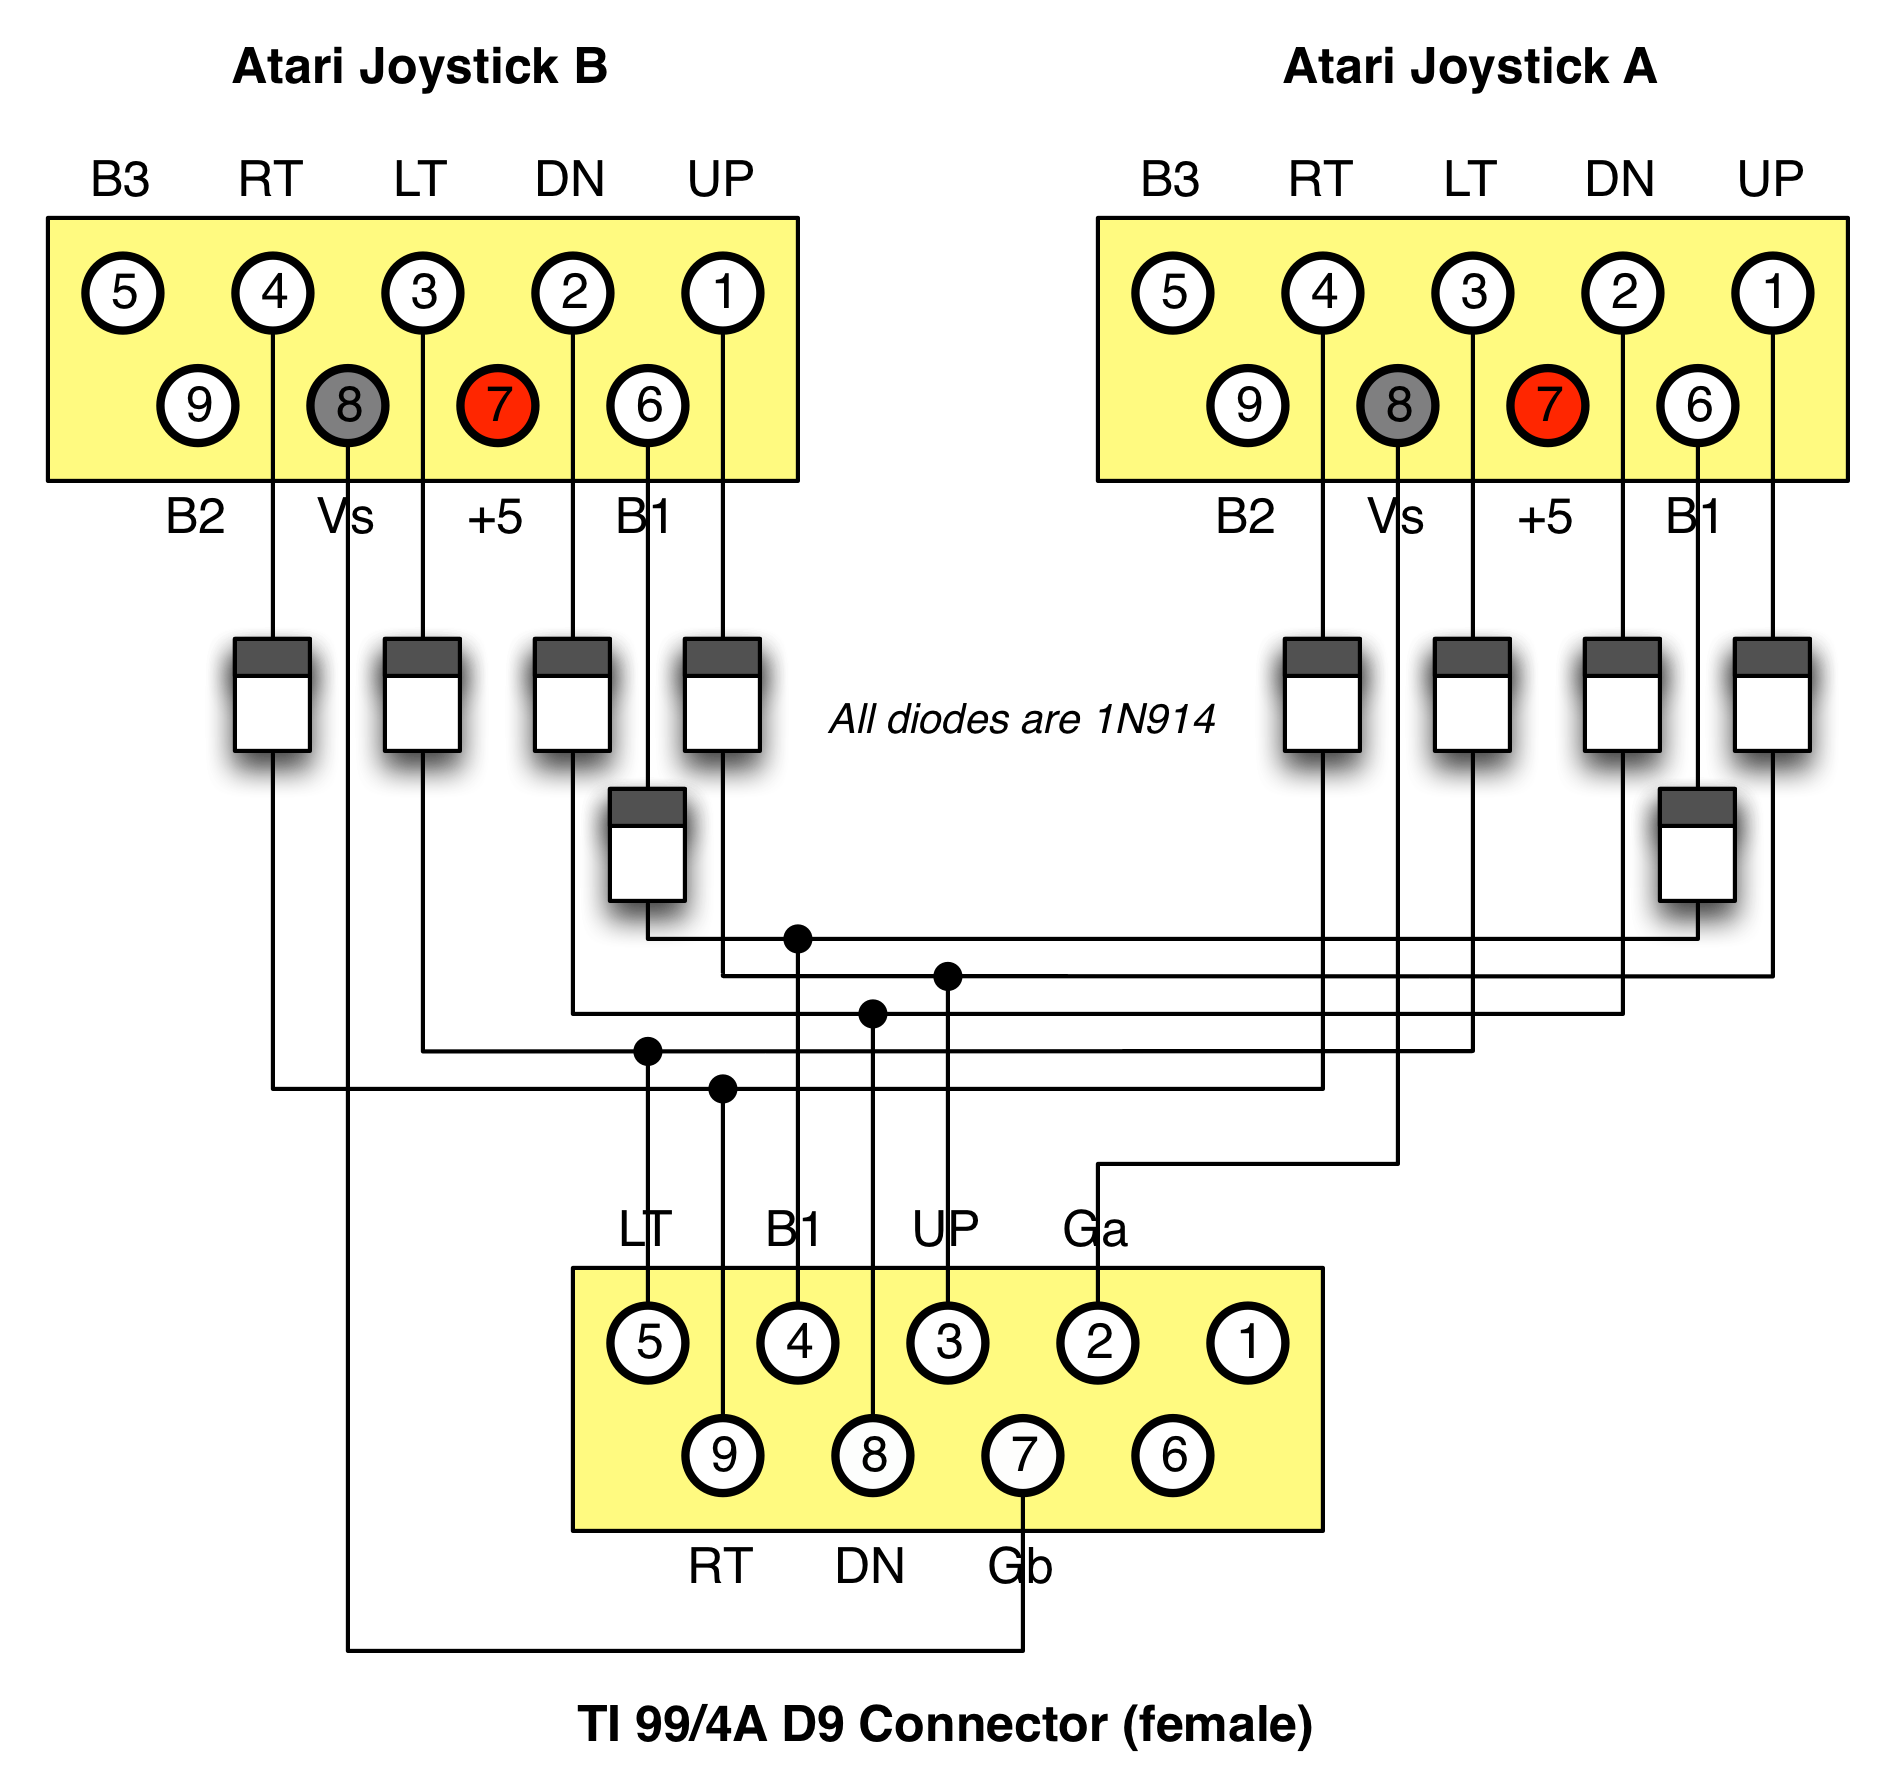 Atari Joystick B Atari Joystick A
B3 RT LT DN UP B3 RT LT DN UP
5 4 3 2 1 5 4 3 2 1
9 8 7 6 9 8 7 6
B2 Vs +5 B1 B2 Vs +5 B1
All diodes are 1N914
LT B1 UP Ga
5 4 3 2 1
9 8 7 6
RT DN Gb
TI 99/4A D9 Connector (female)